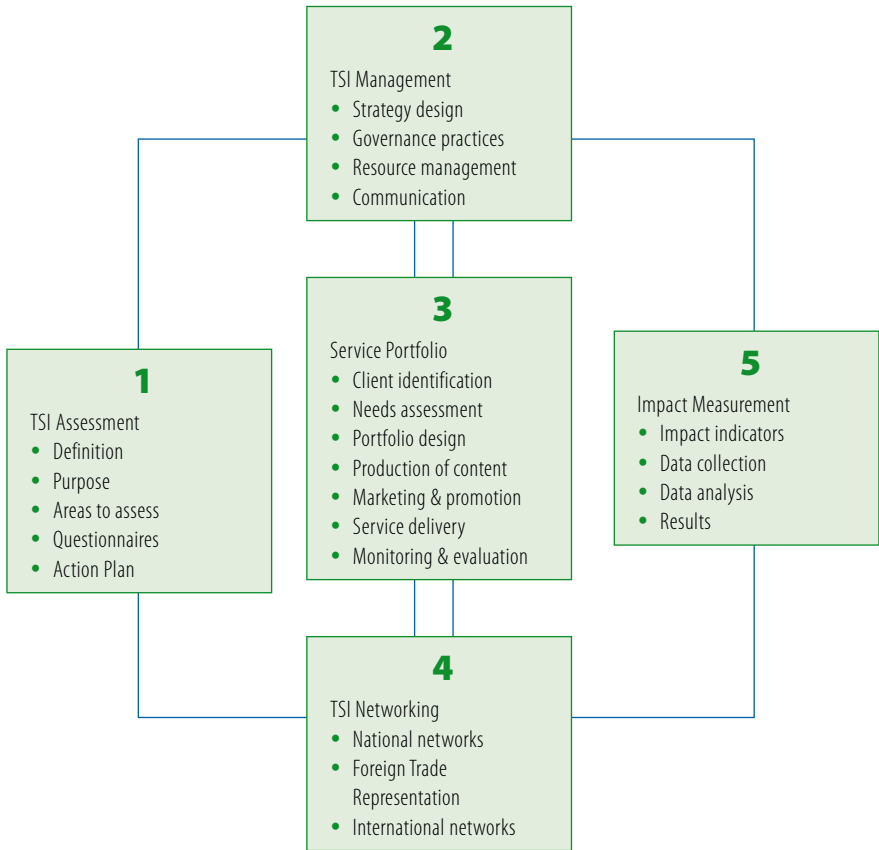 1
TSI Assessment
• Definition
• Purpose
• Areas to assess
• Questionnaires
• Action Plan
2
TSI Management
• Strategy design
• Governance practices
• Resource management
• Communication
3
Service Portfolio
• Client identification
• Needs assessment
• Portfolio design
• Production of content
• Marketing & promotion
• Service delivery
• Monitoring & evaluation
4
TSI Networking
• National networks
• Foreign Trade
Representation
• International networks
5
Impact Measurement
• Impact indicators
• Data collection
• Data analysis
• Results